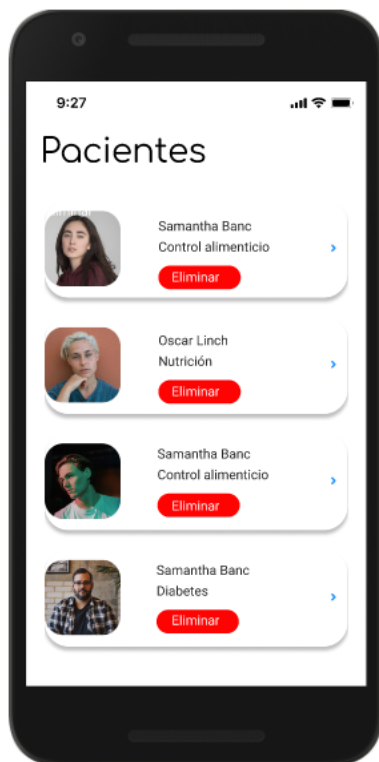 9:27
Pacientes
Samantha Banc
Control alimenticio
Eliminar
Oscar Linch
Nutrición
Eliminar
Samantha Banc
Control alimenticio
Eliminar
Samantha Banc
Diabetes
Eliminar